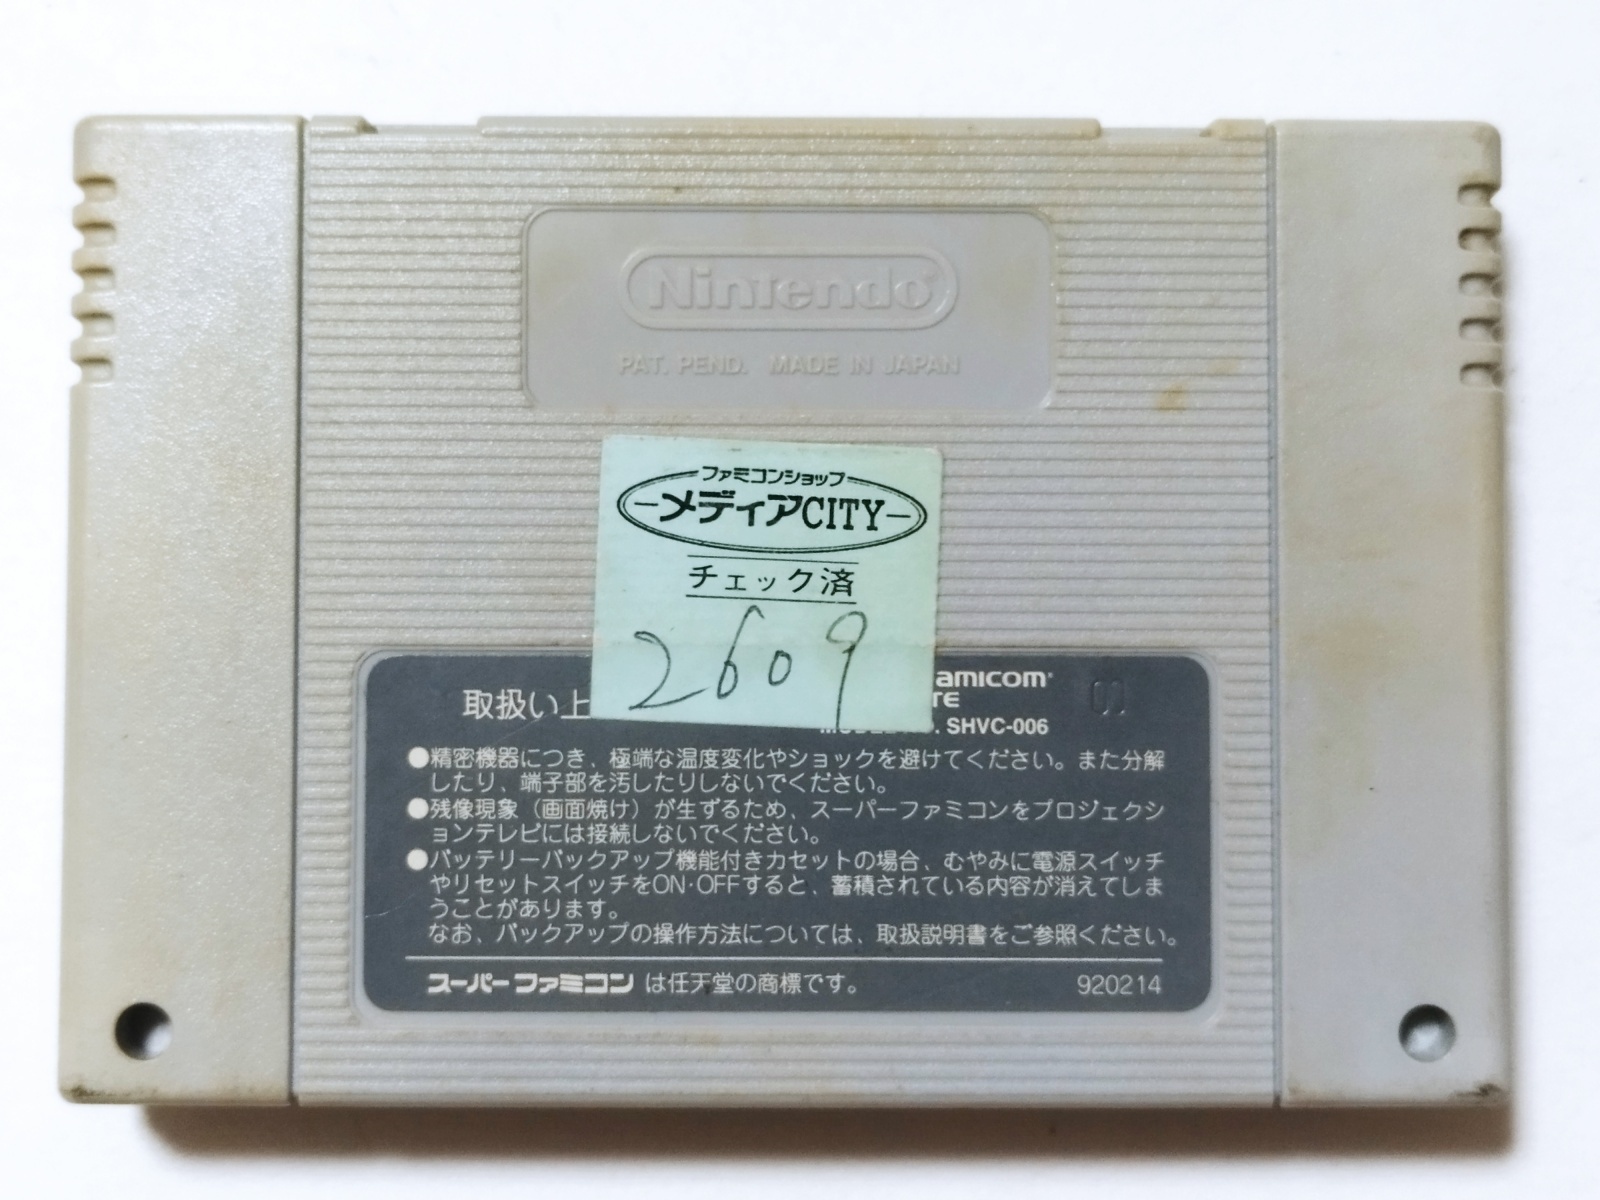 Nintendo
PAT. PEND. MADE IN JAPAN
ファミコンショップ
メディアCITY
チェック済
2609
取扱い上
amicom
TE
SHVC-006
01
●精密機器につき、極端な温度変化やショックを避けてください。また分解
したり、端子部を汚したりしないでください。
●残像現象（画面焼け）が生ずるため、スーパーファミコンをプロジェクシ
ョンテレビには接続しないでください。
●バッテリーバックアップ機能付きカセットの場合、むやみに電源スイッチ
やリセットスイッチをON・OFFすると、蓄積されている内容が消えてしま
うことがあります。
なお、バックアップの操作方法については、取扱説明書をご参照ください。
スーパーファミコンは任天堂の商標です。 920214